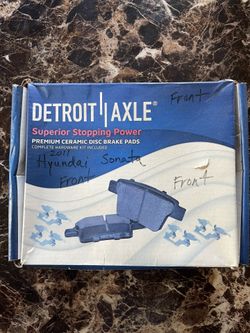 DETROIT AXLE®
Front
Superior Stopping Power
PREMIUM CERAMIC DISC BRAKE PADS
COMPLETE HARDWARE KIT INCLUDED
2017
Hyundai Sonata
Front Front